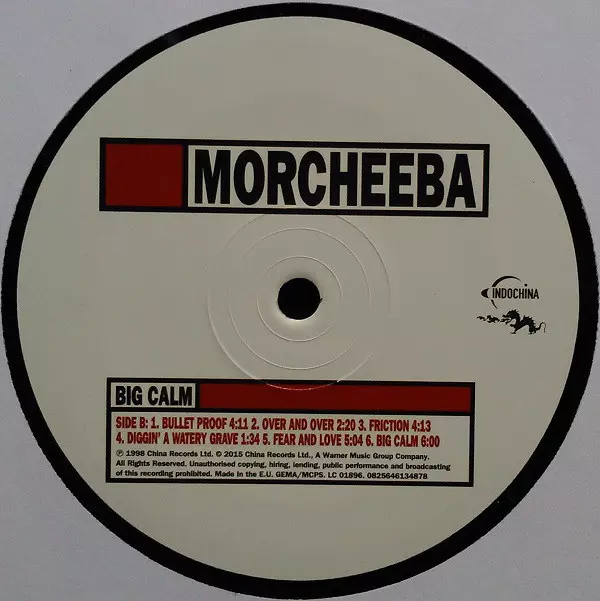 MORCHEEBA
INDOCHINA
BIG CALM
SIDE B: 1. BULLET PROOF 4:11 2. OVER AND OVER 2:20 3. FRICTION 4:13
4. DIGGIN' A WATERY GRAVE 1:34 5. FEAR AND LOVE 5:04 6. BIG CALM 6:00
℗ 1998 China Records Ltd. © 2015 China Records Ltd., A Warner Music Group Company.
All Rights Reserved. Unauthorised copying, hiring, lending, public performance and broadcasting
of this recording prohibited. Made in the E.U. GEMA/MCPS. LC 01896. 0825646134878